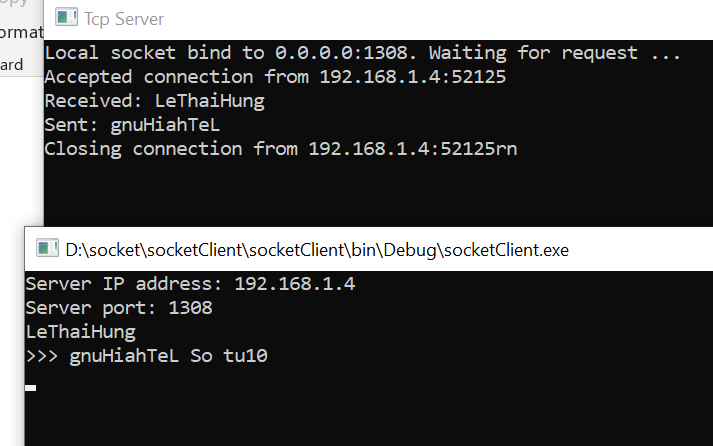 py
ormat
ard
Tcp Server
Local socket bind to 0.0.0.0:1308. Waiting for request ...
Accepted connection from 192.168.1.4:52125
Received: LeThaiHung
Sent: gnuHiahTeL
Closing connection from 192.168.1.4:52125rn
D:\socket\socketClient\socketClient\bin\Debug\socketClient.exe
Server IP address: 192.168.1.4
Server port: 1308
LeThaiHung
>>> gnuHiahTeL So tu10